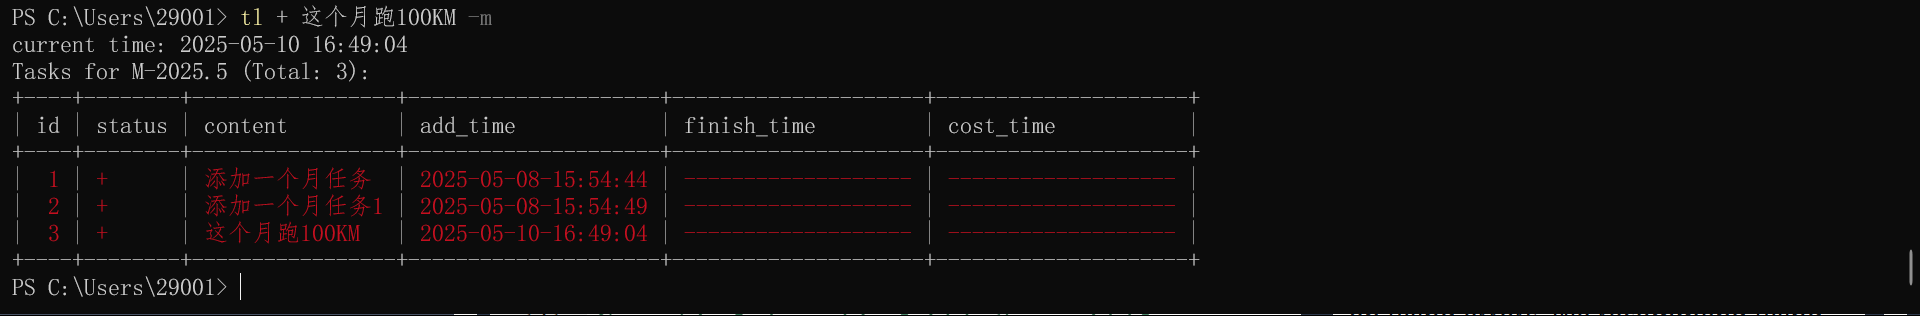 PS C:\Users\29001> tl + 这个月跑100KM -m
current time: 2025-05-10 16:49:04
Tasks for M-2025.5 (Total: 3):
+----+--------+-----------------+---------------------+---------------------+---------------------+
| id | status | content | add_time | finish_time | cost_time |
+----+--------+-----------------+---------------------+---------------------+---------------------+
| 1 | + | 添加一个月任务 | 2025-05-08-15:54:44 | ------------------- | ------------------- |
| 2 | + | 添加一个月任务1 | 2025-05-08-15:54:49 | ------------------- | ------------------- |
| 3 | + | 这个月跑100KM | 2025-05-10-16:49:04 | ------------------- | ------------------- |
+----+--------+-----------------+---------------------+---------------------+---------------------+
PS C:\Users\29001>